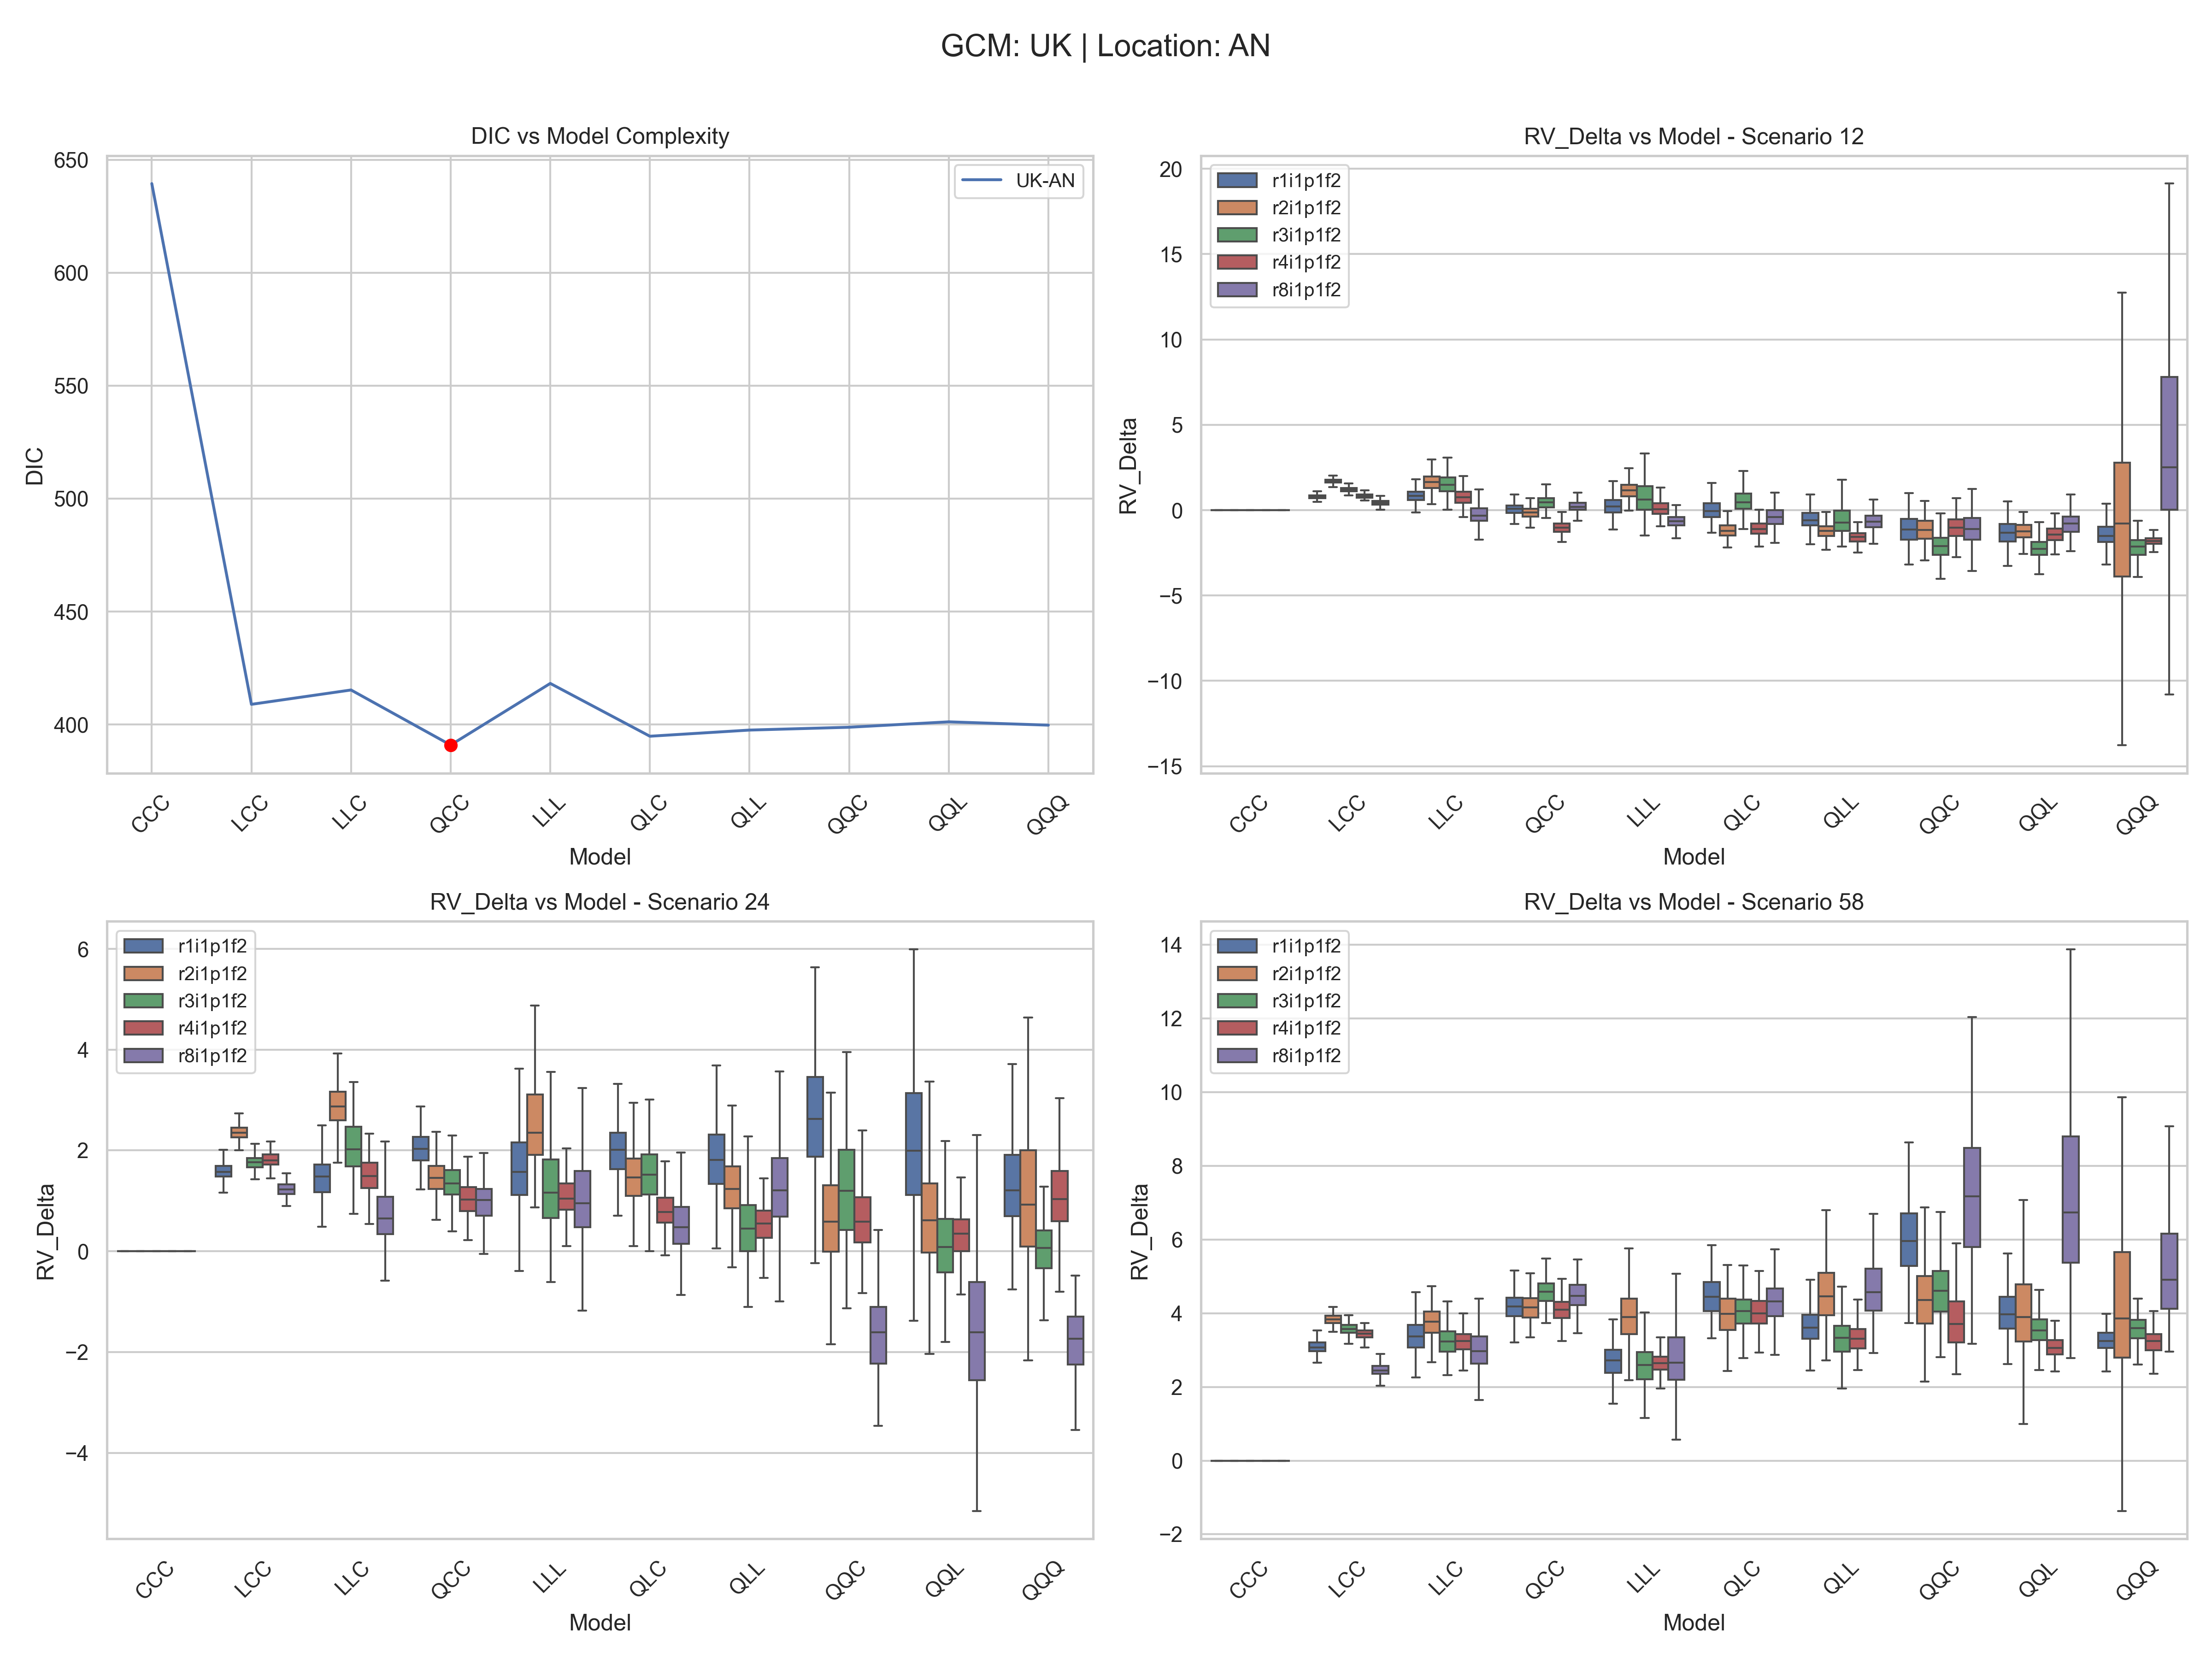 GCM: UK | Location: AN
DIC vs Model Complexity
650
600
550
500
450
400
DIC
UK-AN
CCC
LCC
LLC
QCC
LLL
QLC
QLL
QQC
QQL
QQQ
Model
RV_Delta vs Model - Scenario 12
20
15
10
5
0
−5
−10
−15
RV_Delta
r1i1p1f2
r2i1p1f2
r3i1p1f2
r4i1p1f2
r8i1p1f2
CCC
LCC
LLC
QCC
LLL
QLC
QLL
QQC
QQL
QQQ
Model
RV_Delta vs Model - Scenario 24
6
4
2
0
−2
−4
RV_Delta
r1i1p1f2
r2i1p1f2
r3i1p1f2
r4i1p1f2
r8i1p1f2
CCC
LCC
LLC
QCC
LLL
QLC
QLL
QQC
QQL
QQQ
Model
RV_Delta vs Model - Scenario 58
14
12
10
8
6
4
2
0
−2
RV_Delta
r1i1p1f2
r2i1p1f2
r3i1p1f2
r4i1p1f2
r8i1p1f2
CCC
LCC
LLC
QCC
LLL
QLC
QLL
QQC
QQL
QQQ
Model